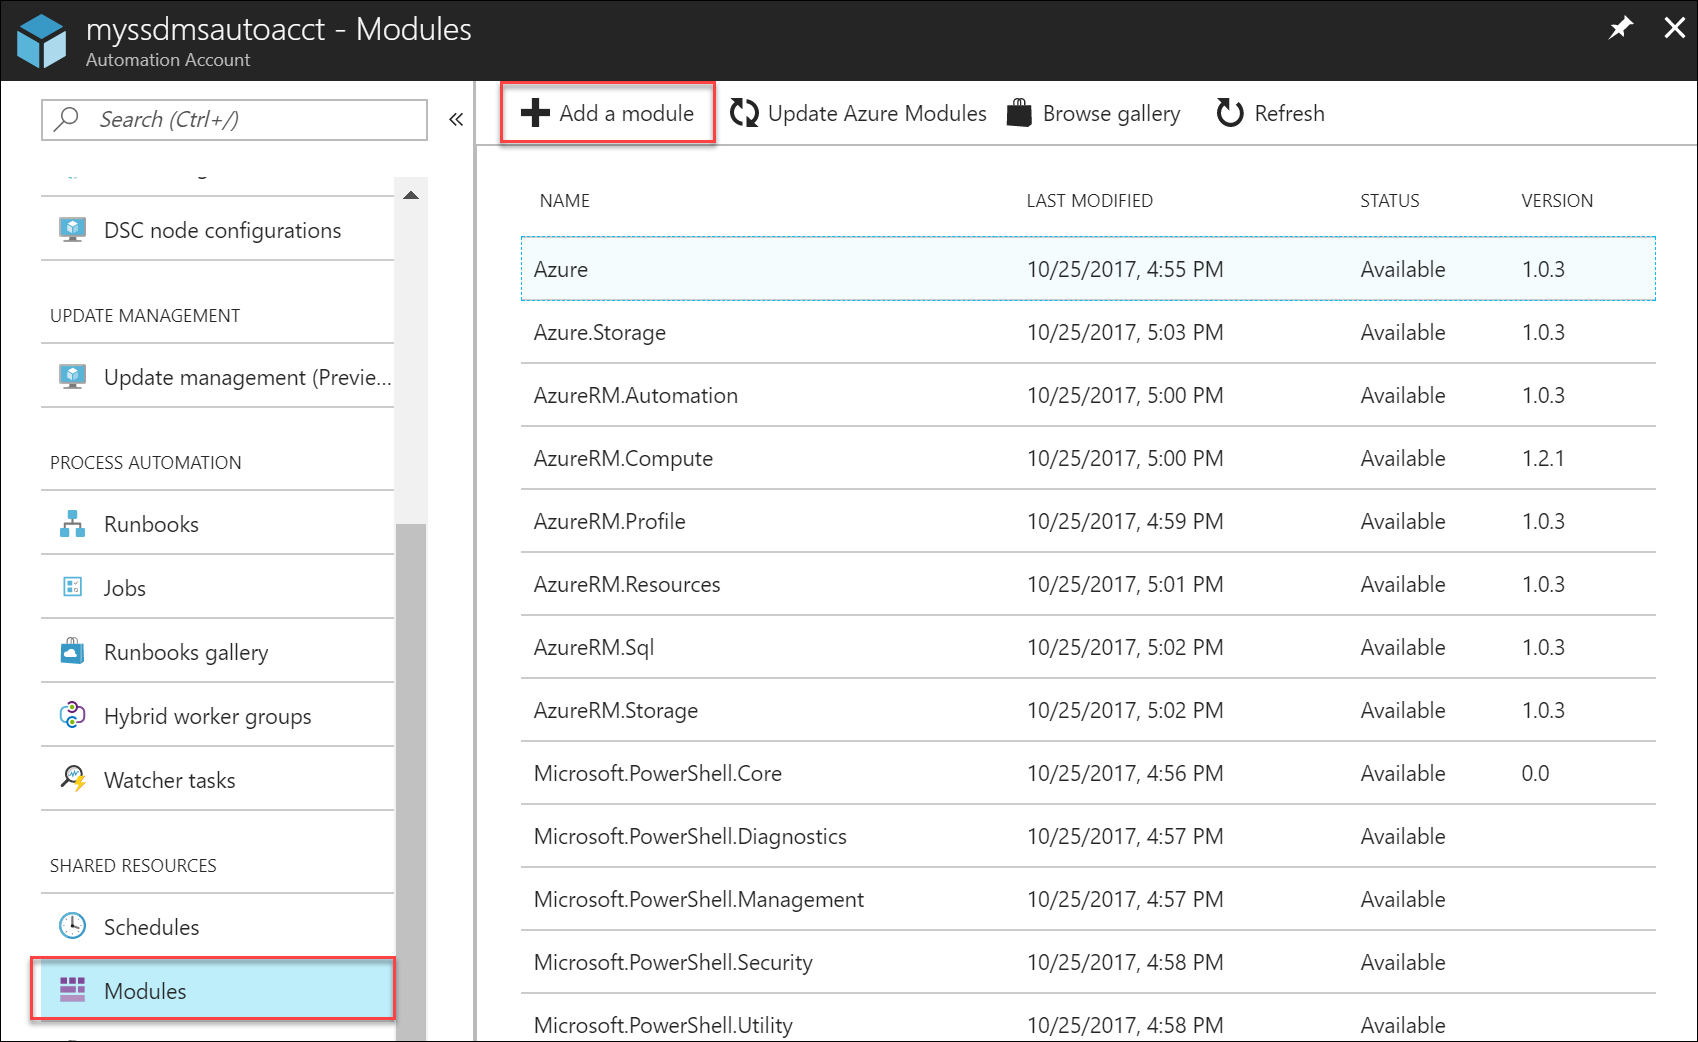 myssdmsautoacct - Modules
Automation Account
Search (Ctrl+/)
«
DSC node configurations
UPDATE MANAGEMENT
Update management (Previe...
PROCESS AUTOMATION
Runbooks
Jobs
Runbooks gallery
Hybrid worker groups
Watcher tasks
SHARED RESOURCES
Schedules
Modules
Add a module Update Azure Modules Browse gallery Refresh
NAME LAST MODIFIED STATUS VERSION
Azure 10/25/2017, 4:55 PM Available 1.0.3
Azure.Storage 10/25/2017, 5:03 PM Available 1.0.3
AzureRM.Automation 10/25/2017, 5:00 PM Available 1.0.3
AzureRM.Compute 10/25/2017, 5:00 PM Available 1.2.1
AzureRM.Profile 10/25/2017, 4:59 PM Available 1.0.3
AzureRM.Resources 10/25/2017, 5:01 PM Available 1.0.3
AzureRM.Sql 10/25/2017, 5:02 PM Available 1.0.3
AzureRM.Storage 10/25/2017, 5:02 PM Available 1.0.3
Microsoft.PowerShell.Core 10/25/2017, 4:56 PM Available 0.0
Microsoft.PowerShell.Diagnostics 10/25/2017, 4:57 PM Available
Microsoft.PowerShell.Management 10/25/2017, 4:57 PM Available
Microsoft.PowerShell.Security 10/25/2017, 4:58 PM Available
Microsoft.PowerShell.Utility 10/25/2017, 4:58 PM Available